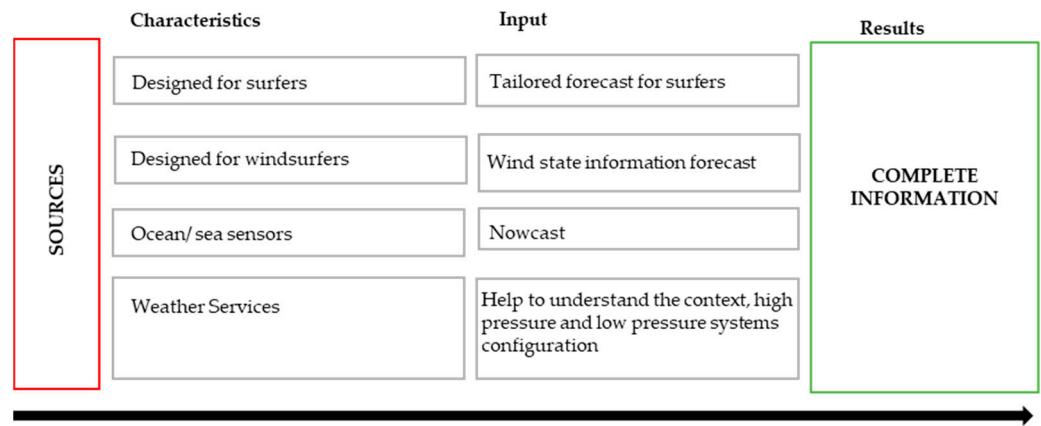 Characteristics
Input
Results
SOURCES
Designed for surfers
Tailored forecast for surfers
Designed for windsurfers
Wind state information forecast
Ocean/ sea sensors
Nowcast
Weather Services
Help to understand the context, high
pressure and low pressure systems
configuration
COMPLETE
INFORMATION